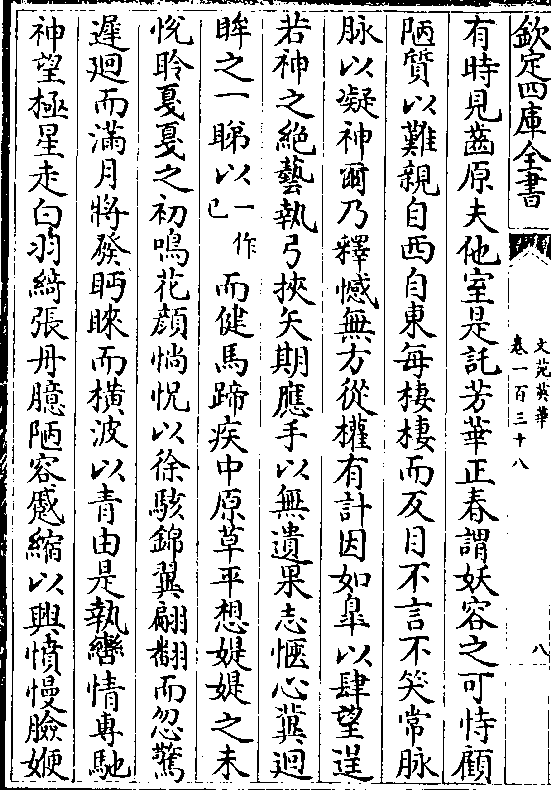 欽定四庫全書
文苑英華
卷一百三十八
八
有時見齒原夫他室是託芳華正春謂妖容之可恃顧
陋質以難親自西自東每棲棲而反目不言不笑常脉
脉以凝神爾乃釋憾無方從權有計因如臯以肆望逞
若神之絶藝執弓挾矢期應手以無遺果志愜心冀迴
眸之一睇以一作已而健馬蹄疾中原草平想媞媞之未
恱聆戛戛之初鳴花顔惝怳以徐駭錦翼翩翻而忽驚
遲廻而滿月將發眄睞而橫波以青由是執轡情專馳
神望極星走白羽綺張丹臆陋容蹙縮以興憤慢臉㛹